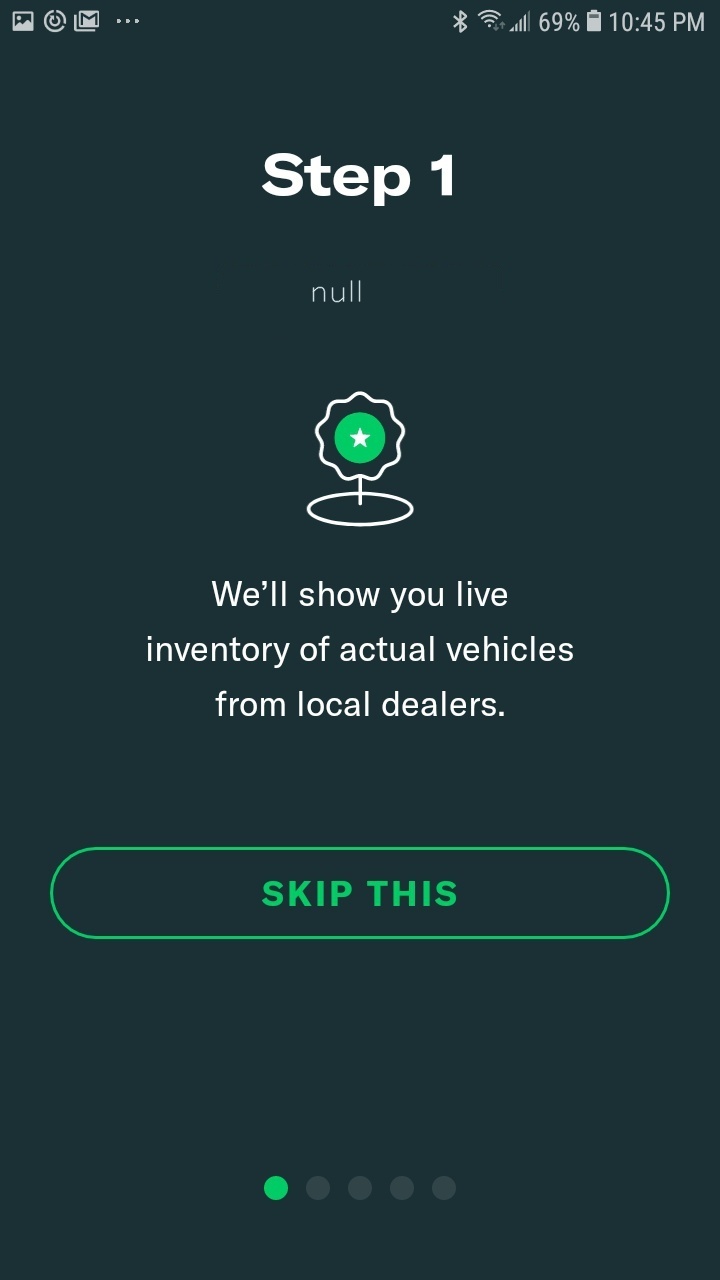 69% 10:45 PM
Step 1
null
We’ll show you live
inventory of actual vehicles
from local dealers.
SKIP THIS